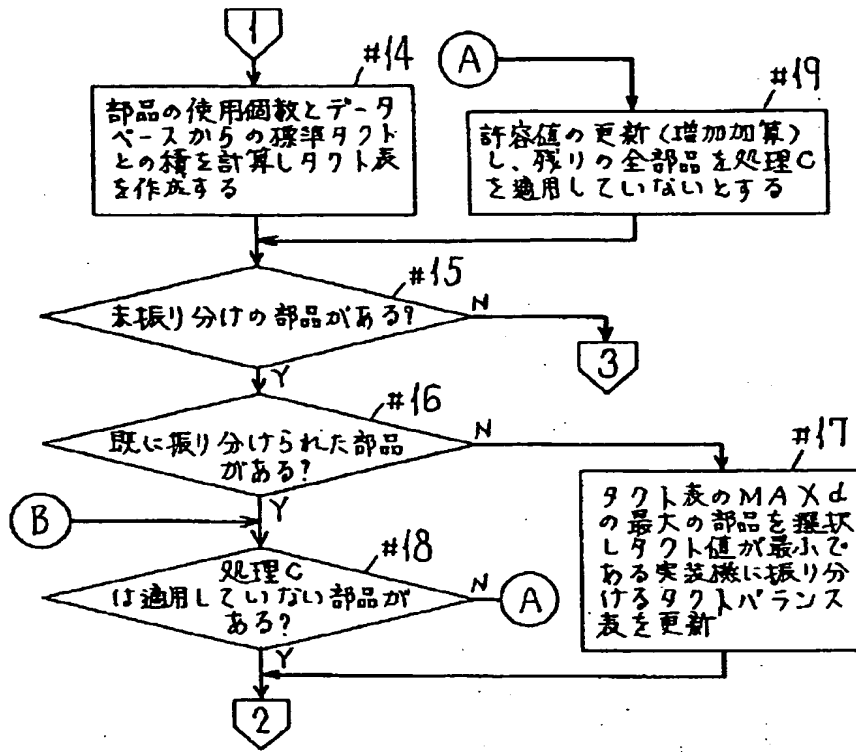 1
#14
部品の使用個数とデータ
ベースからの標準タクト
との積を計算しタクト表
を作成する
A
#19
許容値の更新(増加加算)
し、残りの全部品を処理C
を適用していないとする
#15
未振り分けの部品がある?
N
3
Y
#16
既に振り分けられた部品
がある?
N
Y
#17
タクト表のMAXd
の最大の部品を選択
しタクト値が最小で
ある実装機に振り分
けるタクトバランス
表を更新
B
#18
処理C
は適用していない部品が
ある?
N
A
Y
2